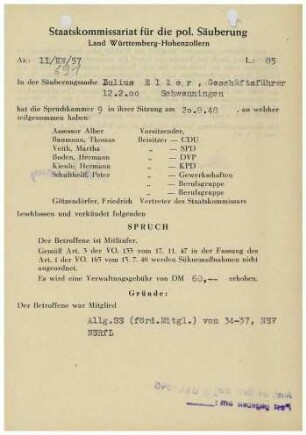 Staatskommissariat für die pol. Säuberung
Land Württemberg-Hohenzollern
Az.: 11/KV/57 L.: 85
691
In der Säuberungssache Julius Eller, Geschäftsführer
12.2.00 Schwenningen
hat die Spruchkammer 9 in ihrer Sitzung am 20.8.48, an welcher
teilgenommen haben:
Assessor Alber Vorsitzender,
Baumann, Thomas Beisitzer — CDU
Veith, Martha „ — SPD
Boden, Hermann „ — DVP
Kienle, Hermann „ — KPD
Schultheiß, Peter „ — Gewerkschaften
„ — Berufsgruppe
„ — Berufsgruppe
Götzendörfer, Friedrich Vertreter des Staatskommissars
beschlossen und verkündet folgenden
SPRUCH
Der Betroffene ist Mitläufer.
Gemäß Art. 3 der VO. 133 vom 17. 11. 47 in der Fassung des
Art. 1 der VO. 165 vom 13. 7. 48 werden Sühnemaßnahmen nicht
angeordnet.
Es wird eine Verwaltungsgebühr von DM 60,-- erhoben.
Gründe:
Der Betroffene war Mitglied
Allg.SS (förd.Mitgl.) von 34-37, NSV
NSRfL